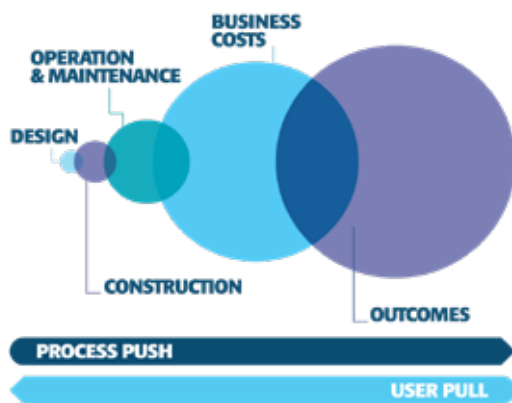 BUSINESS
COSTS
OPERATION
& MAINTENANCE
DESIGN
CONSTRUCTION
OUTCOMES
PROCESS PUSH
USER PULL